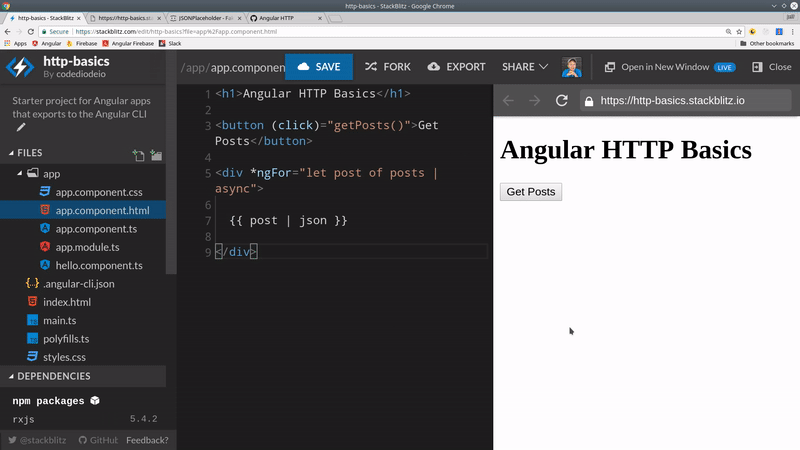 http-basics - StackBlitz - Google Chrome
http-basics - StackBlitz
https://http-basics.st
JSONPlaceholder - Fak
Angular HTTP
Secure https://stackblitz.com/edit/http-basics?file=app%2Fapp.component.html
Apps
Angular
Firebase
Angular Firebase
Slack
Other bookmarks
http-basics
By codediodeio
/app/app.componen
SAVE
FORK
EXPORT
SHARE
Open in New Window LIVE
Close
Starter project for Angular apps
that exports to the Angular CLI
FILES
app
app.component.css
app.component.html
app.component.ts
app.module.ts
hello.component.ts
.angular-cli.json
index.html
main.ts
polyfills.ts
styles.css
DEPENDENCIES
npm packages
rxjs 5.4.2
@stackblitz GitHub Feedback?
1 <h1>Angular HTTP Basics</h1>
2
3 <button (click)="getPosts()">Get
Posts</button>
4
5 <div *ngFor="let post of posts |
async">
6
7 {{ post | json }}
8
9 </div>
https://http-basics.stackblitz.io
Angular HTTP Basics
Get Posts